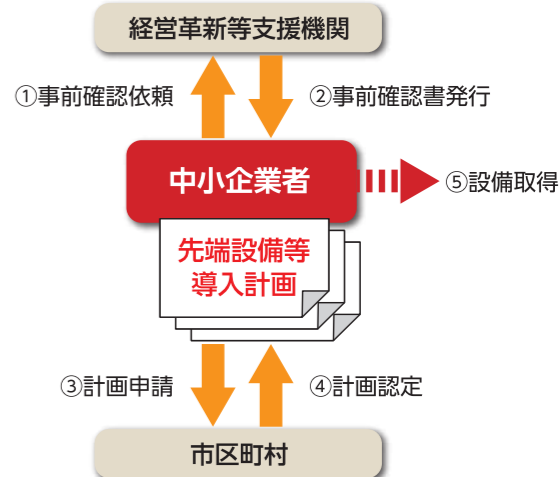 経営革新等支援機関
①事前確認依頼
②事前確認書発行
中小企業者
⑤設備取得
先端設備等
導入計画
③計画申請
④計画認定
市区町村